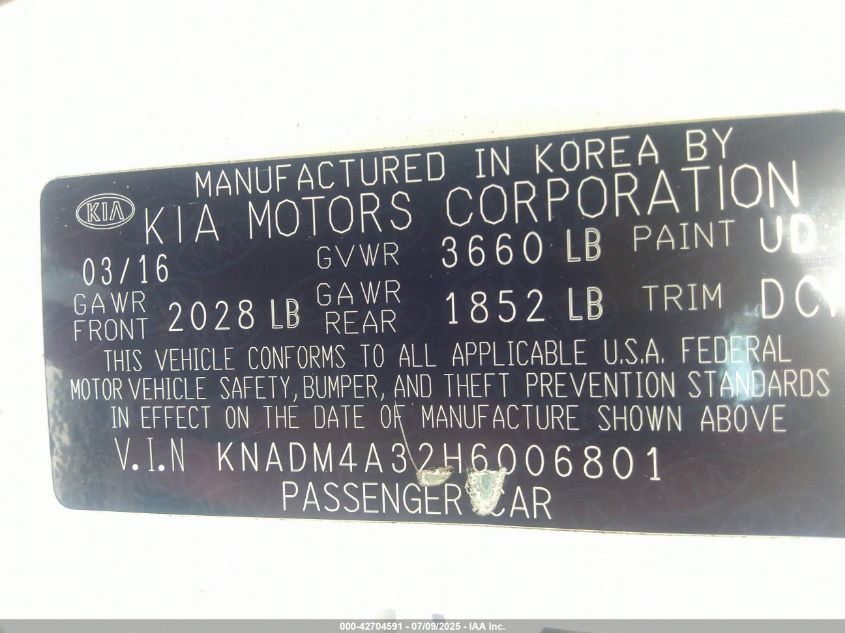 MANUFACTURED IN KOREA BY
KIA KIA MOTORS CORPORATION
03/16 GVWR 3660 LB PAINT UD
GAWR FRONT 2028 LB GAWR REAR 1852 LB TRIM
THIS VEHICLE CONFORMS TO ALL APPLICABLE U.S.A. FEDERAL
MOTOR VEHICLE SAFETY, BUMPER, AND THEFT PREVENTION STANDARDS
IN EFFECT ON THE DATE OF MANUFACTURE SHOWN ABOVE
V.I.N KNADM4A32H6006801
PASSENGER CAR
000-42704591 - 07/09/2025 - IAA Inc.